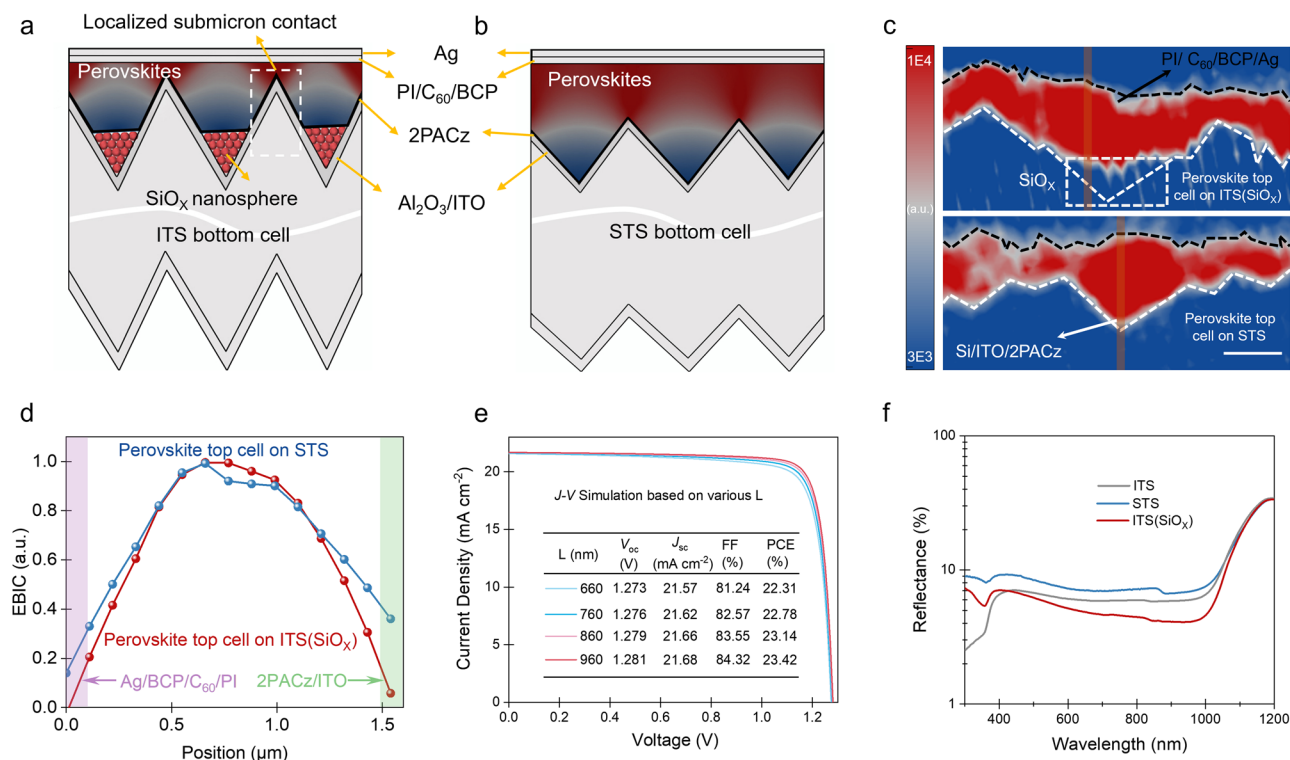 a
Localized submicron contact
Perovskites
SiOX nanosphere
ITS bottom cell
Ag
PI/C60/BCP
2PACz
Al2O3/ITO
b
Perovskites
STS bottom cell
c
1E4
(a.u.)
3E3
PI/ C60/BCP/Ag
SiOX
Perovskite top
cell on ITS(SiOX)
Perovskite top
cell on STS
Si/ITO/2PACz
d
Perovskite top cell on STS
Perovskite top cell on ITS(SiOX)
Ag/BCP/C60/PI
2PACz/ITO
EBIC (a.u.)
1.0
0.8
0.6
0.4
0.2
0.0
0.0 0.5 1.0 1.5
Position (μm)
e
Current Density (mA cm-2)
20
15
10
5
0
J-V Simulation based on various L
L (nm) Voc (V) Jsc (mA cm-2) FF (%) PCE (%)
660 1.273 21.57 81.24 22.31
760 1.276 21.62 82.57 22.78
860 1.279 21.66 83.55 23.14
960 1.281 21.68 84.32 23.42
0.0 0.2 0.4 0.6 0.8 1.0 1.2
Voltage (V)
f
Reflectance (%)
100
10
1
ITS
STS
ITS(SiOX)
400 600 800 1000 1200
Wavelength (nm)